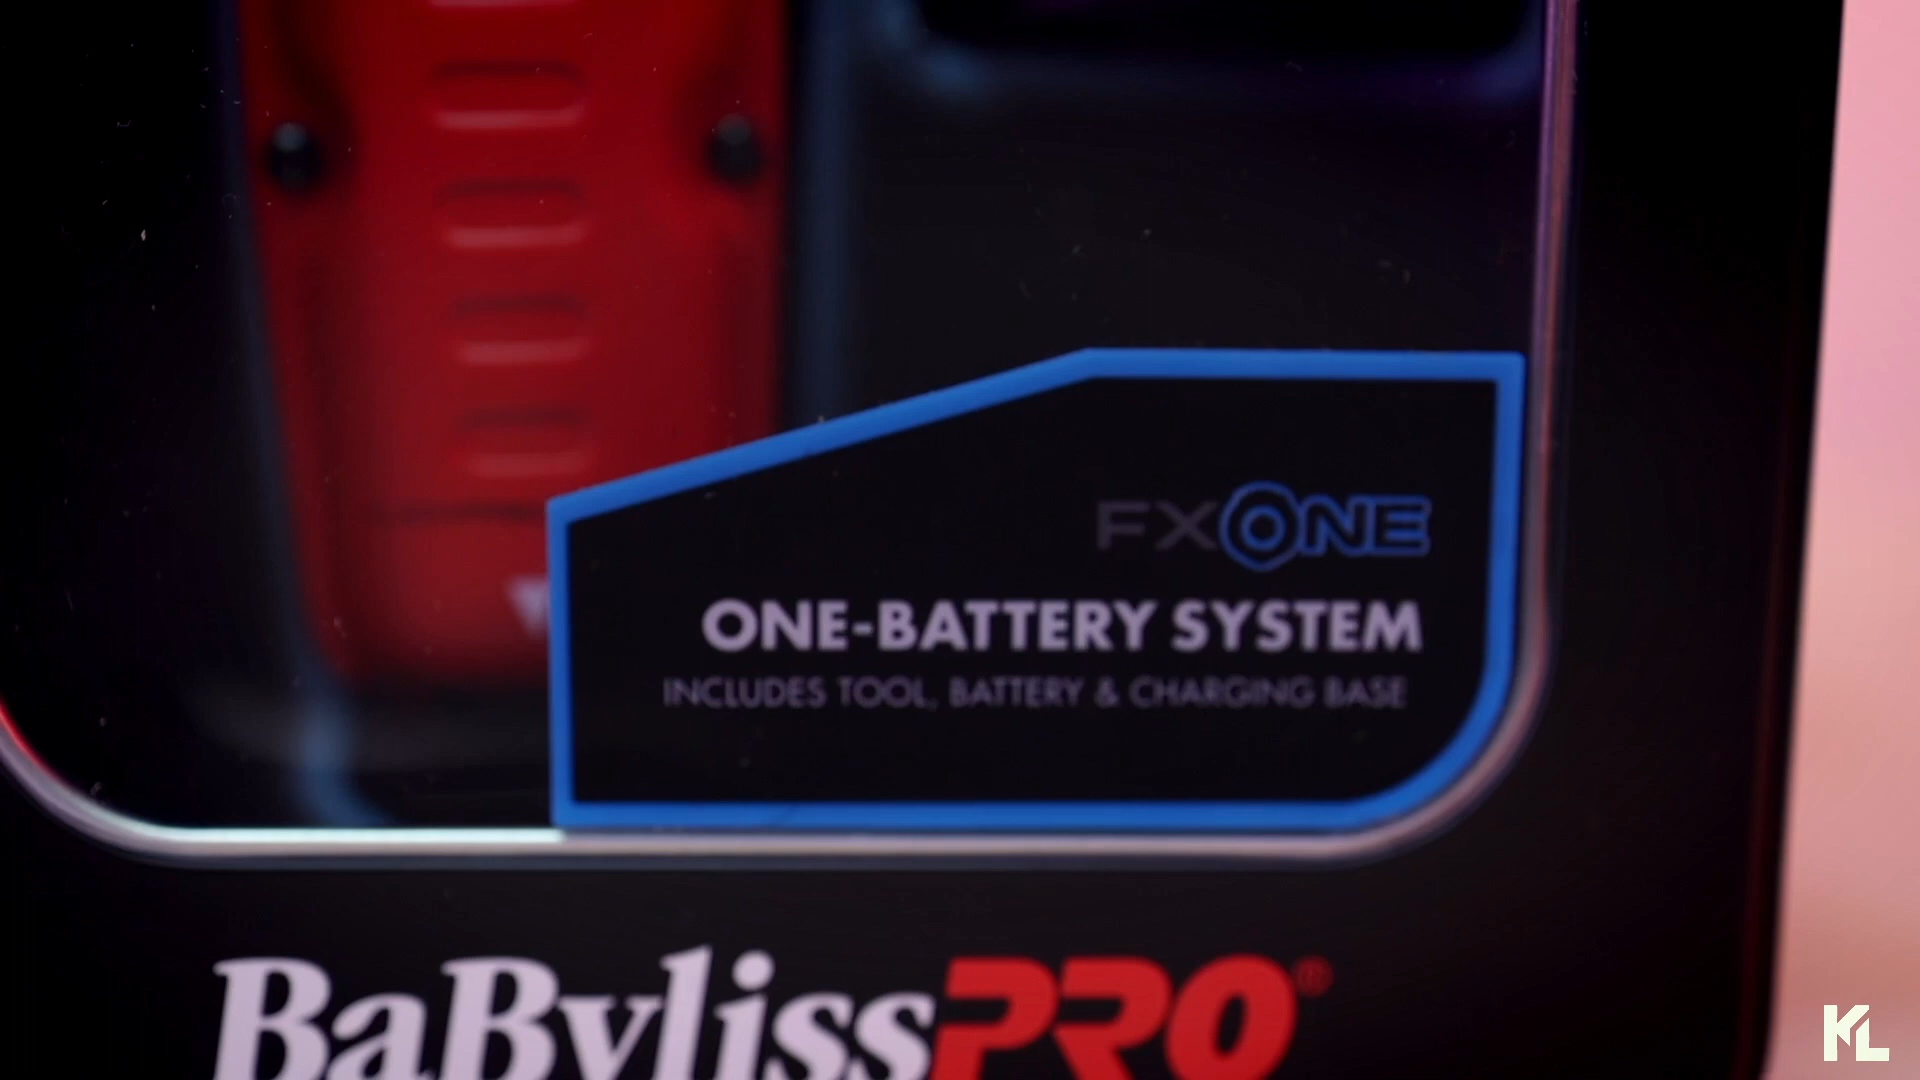 FXONE
ONE-BATTERY SYSTEM
INCLUDES TOOL, BATTERY & CHARGING BASE
BaBylissPRO®
KL